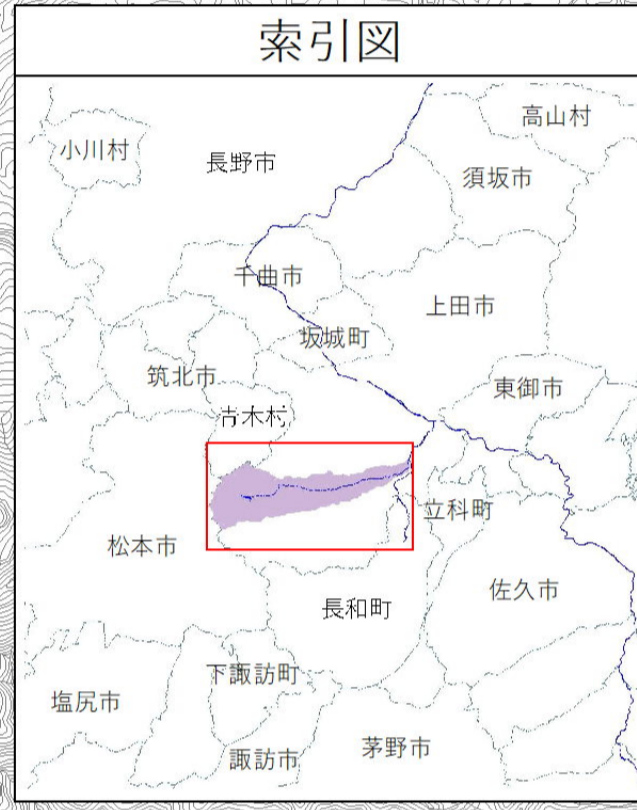 索引図
高山村
小川村
長野市
須坂市
千曲市
上田市
坂城町
筑北市
東御市
青木村
立科町
松本市
佐久市
長和町
下諏訪町
塩尻市
茅野市
諏訪市